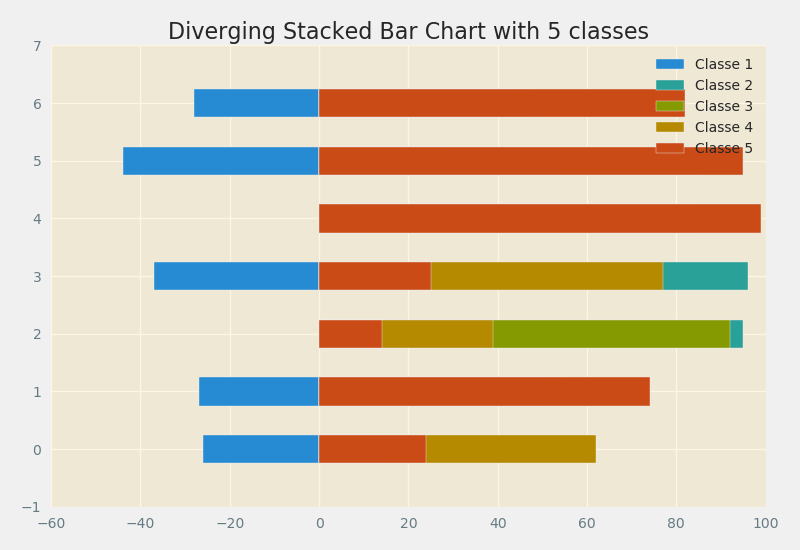 Diverging Stacked Bar Chart with 5 classes
7
6
5
4
3
2
1
0
−1
Classe 1
Classe 2
Classe 3
Classe 4
Classe 5
−60 −40 −20 0 20 40 60 80 100